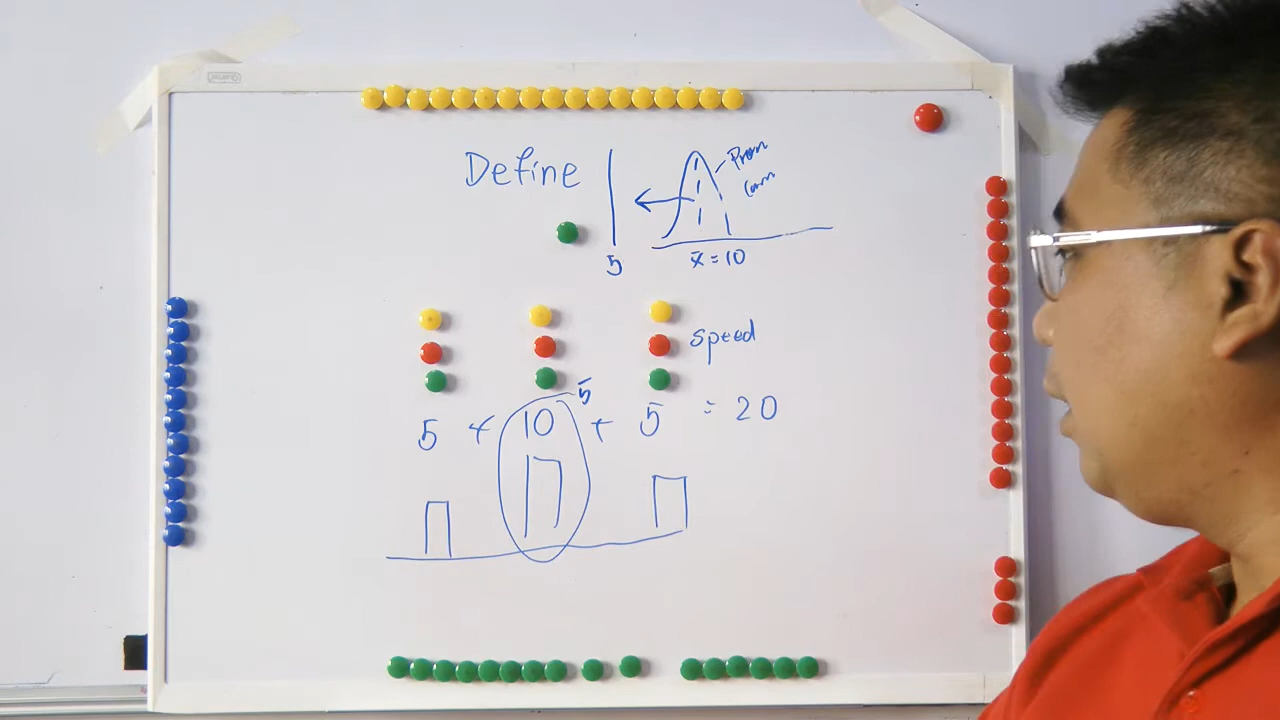 Define
5
x̄ = 10
Speed
5
5 + 10 + 5 = 20